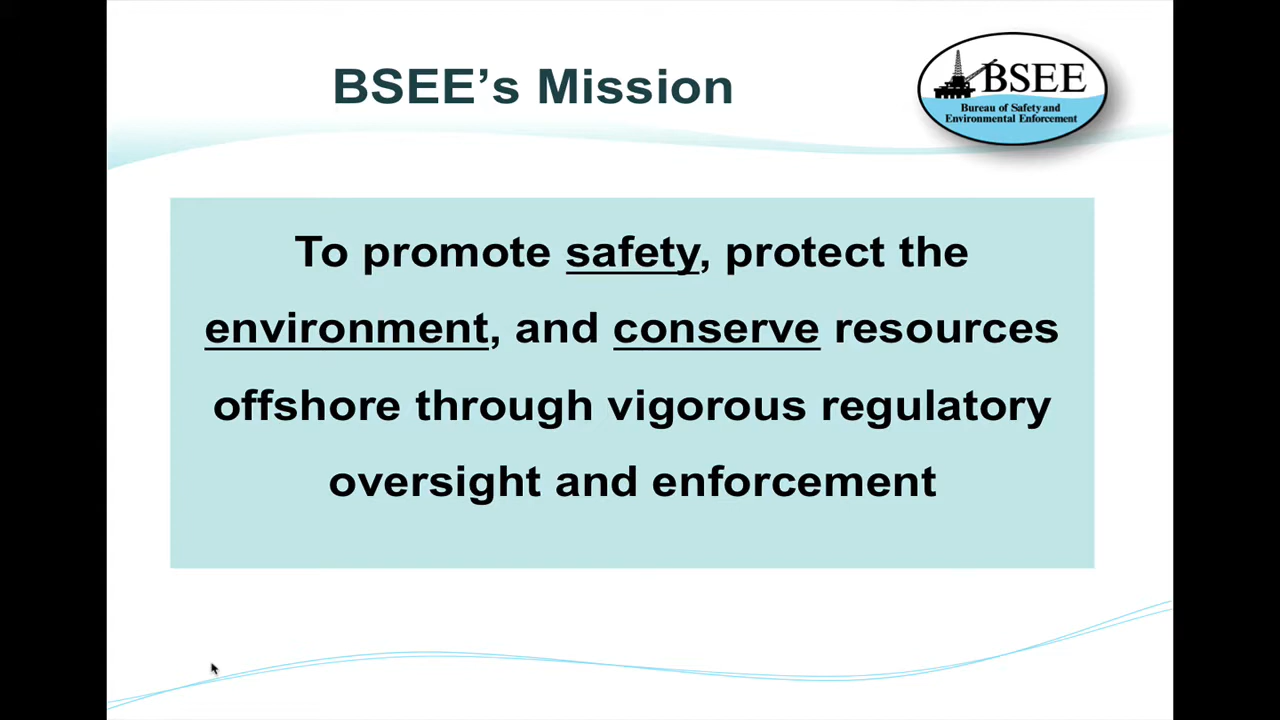 BSEE’s Mission
BSEE
Bureau of Safety and
Environmental Enforcement
To promote safety, protect the
environment, and conserve resources
offshore through vigorous regulatory
oversight and enforcement